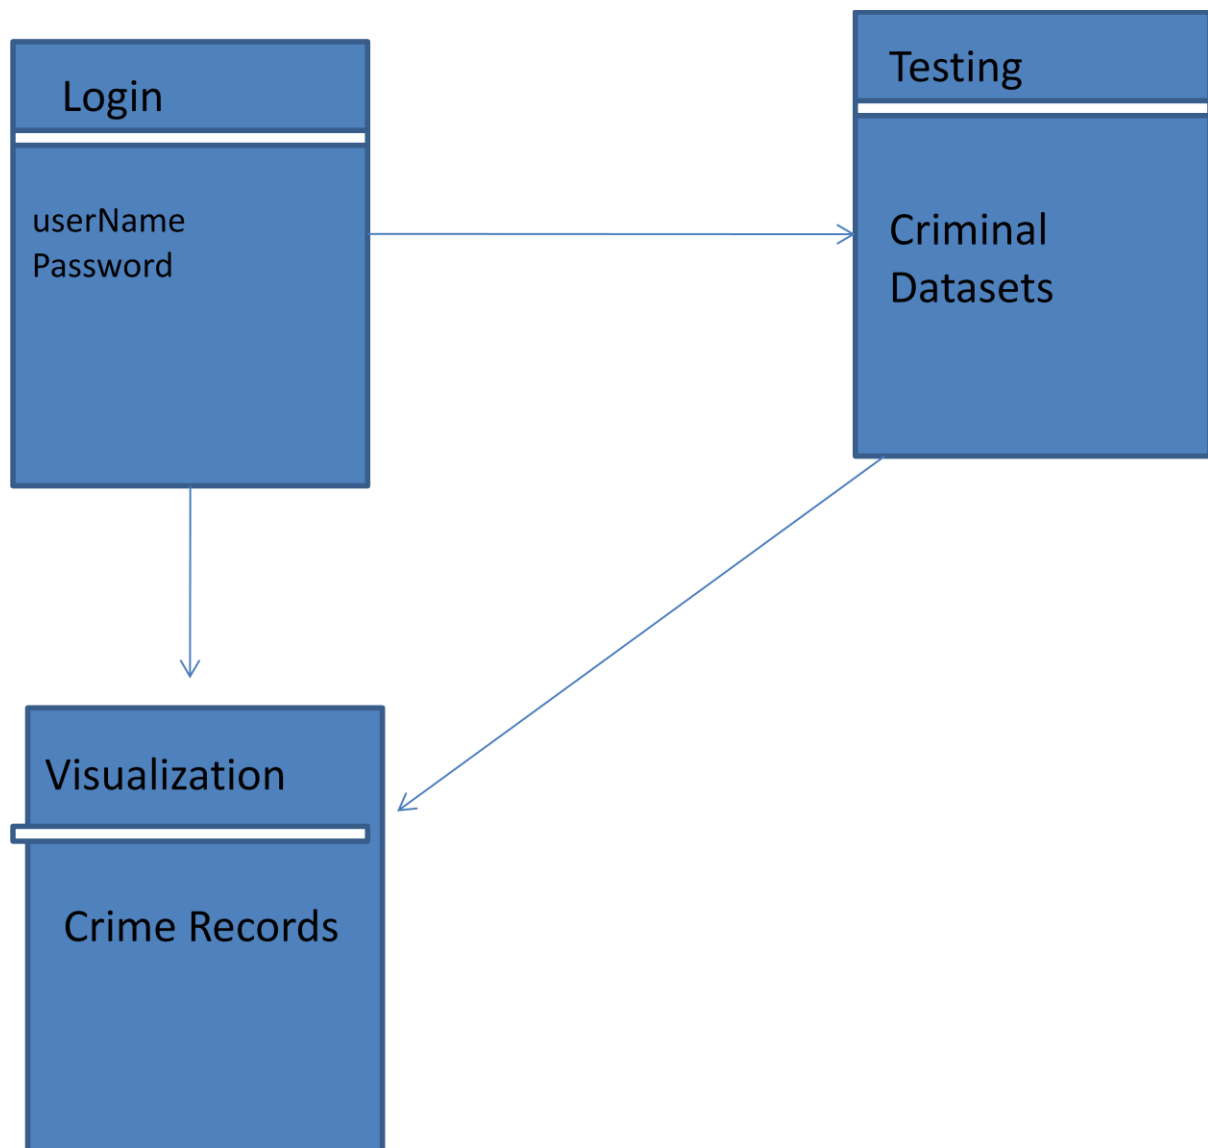 Login
userName
Password
Testing
Criminal
Datasets
Visualization
Crime Records